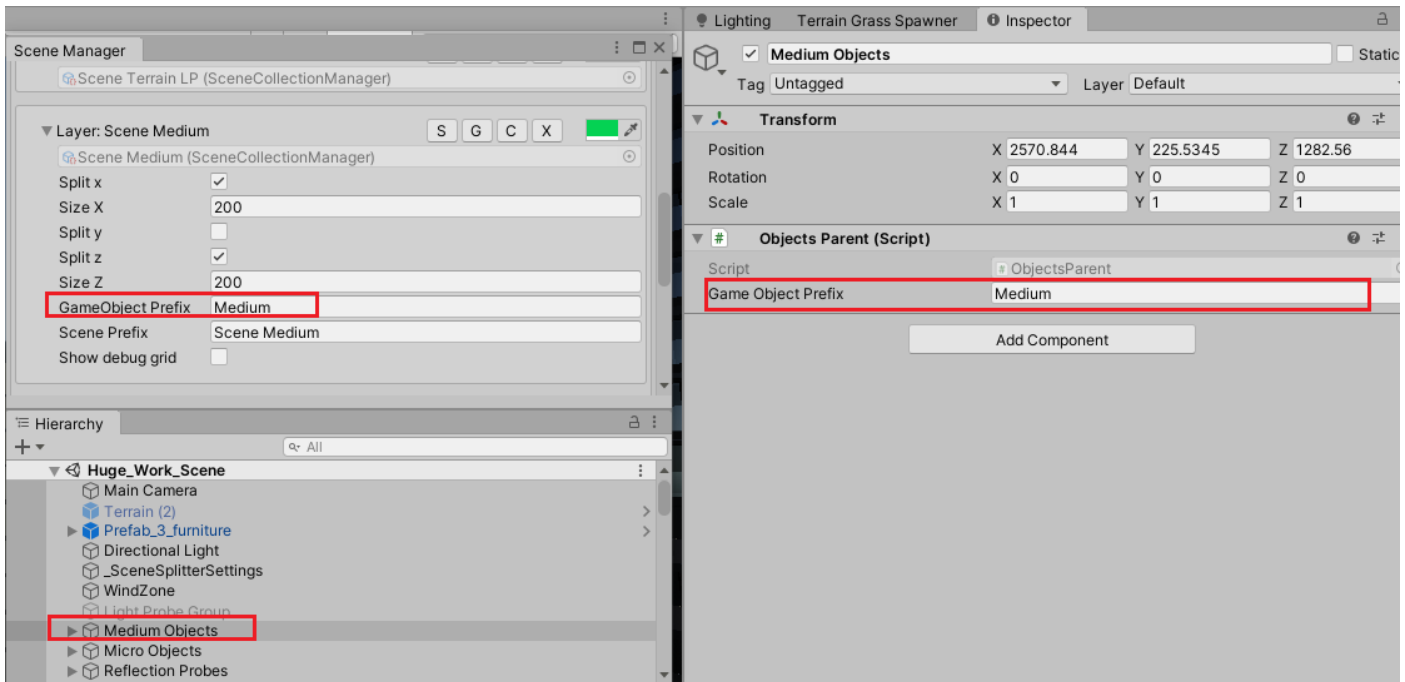 Scene Manager
Scene Terrain LP (SceneCollectionManager)
Layer: Scene Medium S G C X
Scene Medium (SceneCollectionManager)
Split x
Size X 200
Split y
Split z
Size Z 200
GameObject Prefix Medium
Scene Prefix Scene Medium
Show debug grid
Hierarchy
All
Huge_Work_Scene
Main Camera
Terrain (2)
Prefab_3_furniture
Directional Light
_SceneSplitterSettings
WindZone
Light Probe Group
Medium Objects
Micro Objects
Reflection Probes
Lighting Terrain Grass Spawner Inspector
Medium Objects Static
Tag Untagged Layer Default
Transform
Position X 2570.844 Y 225.5345 Z 1282.56
Rotation X 0 Y 0 Z 0
Scale X 1 Y 1 Z 1
# Objects Parent (Script)
Script # ObjectsParent
Game Object Prefix Medium
Add Component